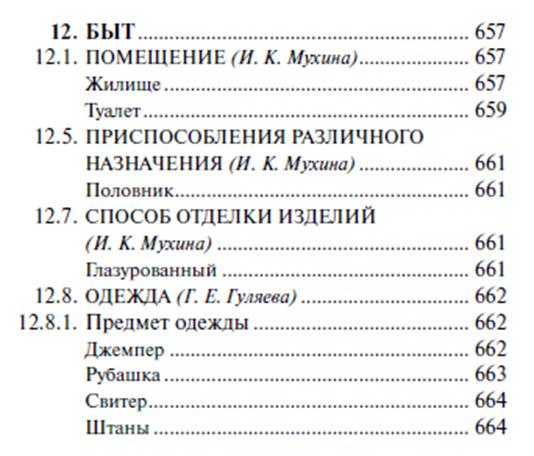 12. БЫТ ........ 657
12.1. ПОМЕЩЕНИЕ (И. К. Мухина) ........ 657
Жилище ........ 657
Туалет ........ 659
12.5. ПРИСПОСОБЛЕНИЯ РАЗЛИЧНОГО
НАЗНАЧЕНИЯ (И. К. Мухина) ........ 661
Половник ........ 661
12.7. СПОСОБ ОТДЕЛКИ ИЗДЕЛИЙ
(И. К. Мухина) ........ 661
Глазурованный ........ 661
12.8. ОДЕЖДА (Г. Е. Гуляева) ........ 662
12.8.1. Предмет одежды ........ 662
Джемпер ........ 662
Рубашка ........ 663
Свитер ........ 664
Штаны ........ 664